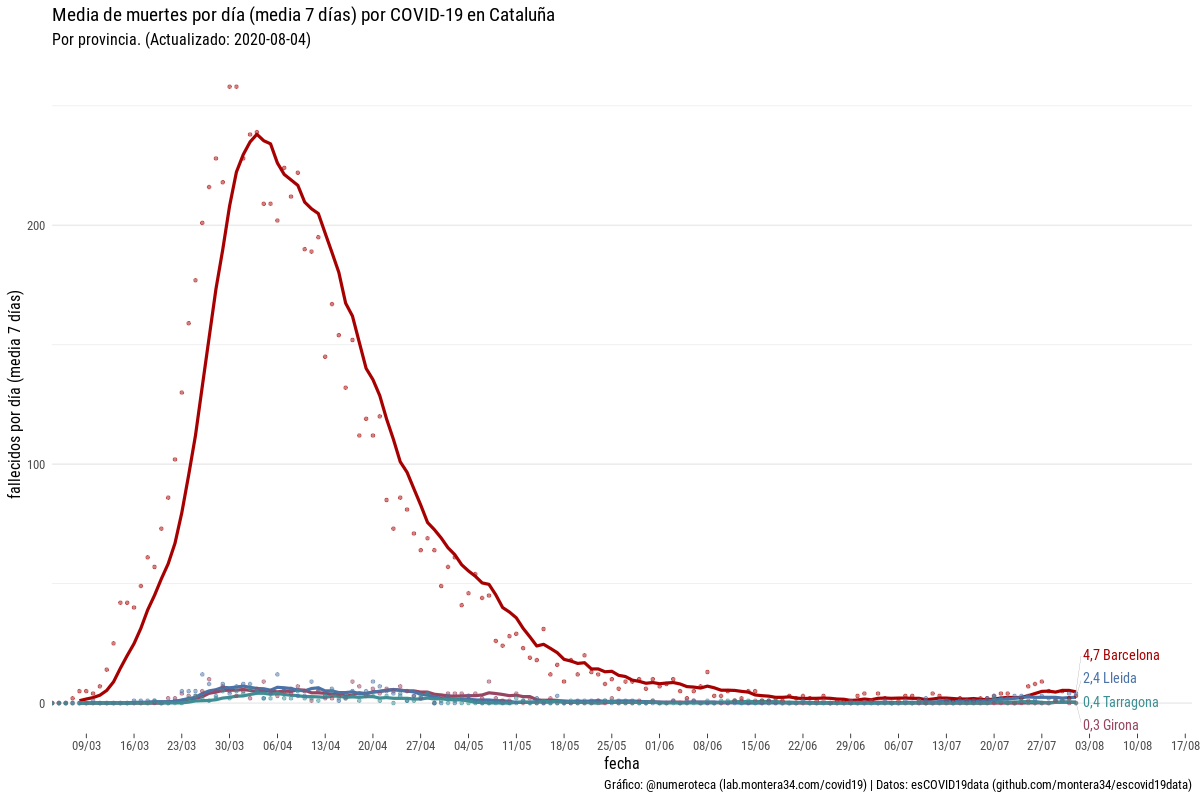 Media de muertes por día (media 7 días) por COVID-19 en Cataluña
Por provincia. (Actualizado: 2020-08-04)
fallecidos por día (media 7 días)
200
100
0
4,7 Barcelona
2,4 Lleida
0,4 Tarragona
0,3 Girona
09/03 16/03 23/03 30/03 06/04 13/04 20/04 27/04 04/05 11/05 18/05 25/05 01/06 08/06 15/06 22/06 29/06 06/07 13/07 20/07 27/07 03/08 10/08 17/08
fecha
Gráfico: @numeroteca (lab.montera34.com/covid19) | Datos: esCOVID19data (github.com/montera34/escovid19data)